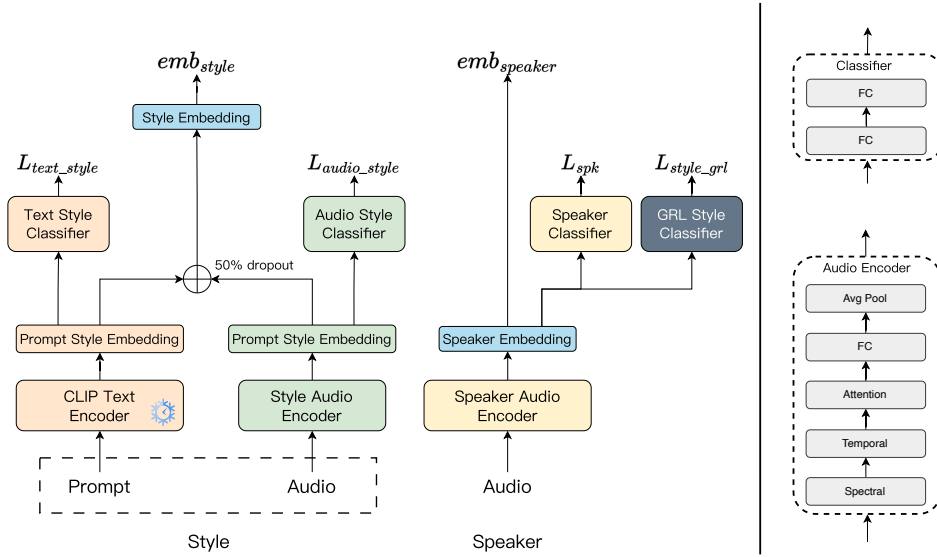 emb_style
Style Embedding
L_text_style
Text Style
Classifier
L_audio_style
Audio Style
Classifier
50% dropout
Prompt Style Embedding
Prompt Style Embedding
CLIP Text
Encoder
Style Audio
Encoder
Prompt
Audio
Style
emb_speaker
L_spk
L_style_grl
Speaker
Classifier
GRL Style
Classifier
Speaker Embedding
Speaker Audio
Encoder
Audio
Speaker
Classifier
FC
FC
Audio Encoder
Avg Pool
FC
Attention
Temporal
Spectral